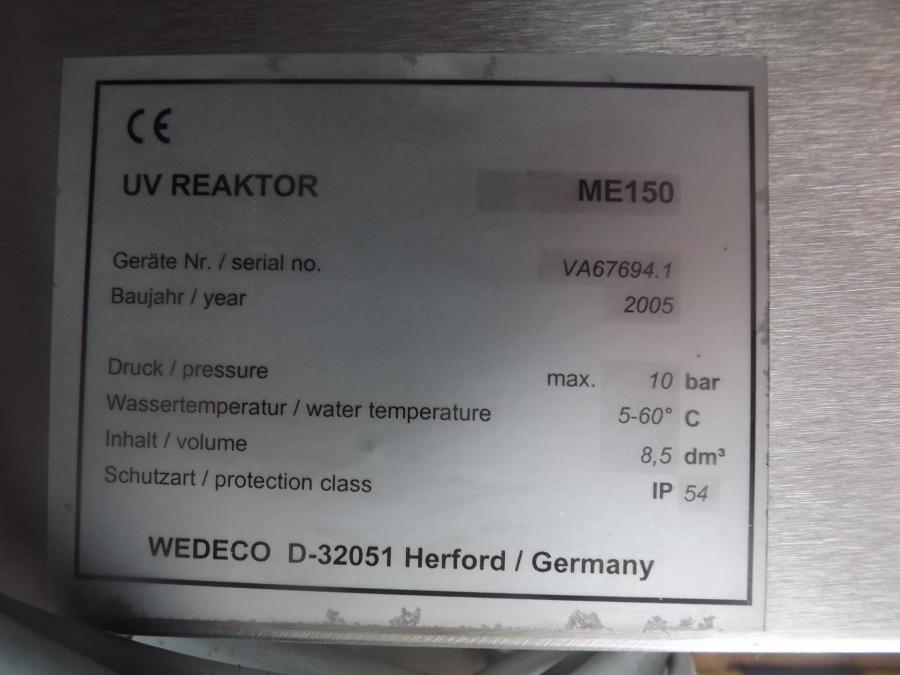 CE
UV REAKTOR ME150
Geräte Nr. / serial no. VA67694.1
Baujahr / year 2005
Druck / pressure max. 10 bar
Wassertemperatur / water temperature 5-60° C
Inhalt / volume 8,5 dm³
Schutzart / protection class IP 54
WEDECO D-32051 Herford / Germany